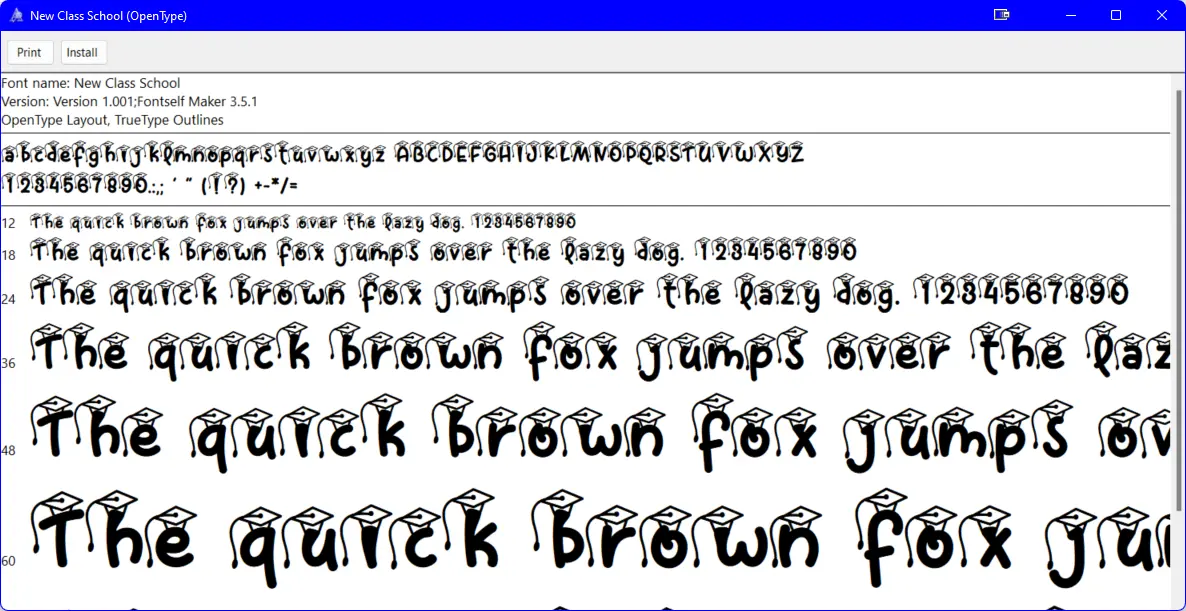 New Class School (OpenType)
Print Install
Font name: New Class School
Version: Version 1.001;Fontself Maker 3.5.1
OpenType Layout, TrueType Outlines
abcdefghijklmnopqrstuvwxyz ABCDEFGHIJKLMNOPQRSTUVWXYZ
1234567890.:,; ' " (!?) +-*/=
12 The quick brown fox jumps over the lazy dog. 1234567890
18 The quick brown fox jumps over the lazy dog. 1234567890
24 The quick brown fox jumps over the lazy dog. 1234567890
36 The quick brown fox jumps over the laz
48 The quick brown fox jumps ov
60 The quick brown fox ju